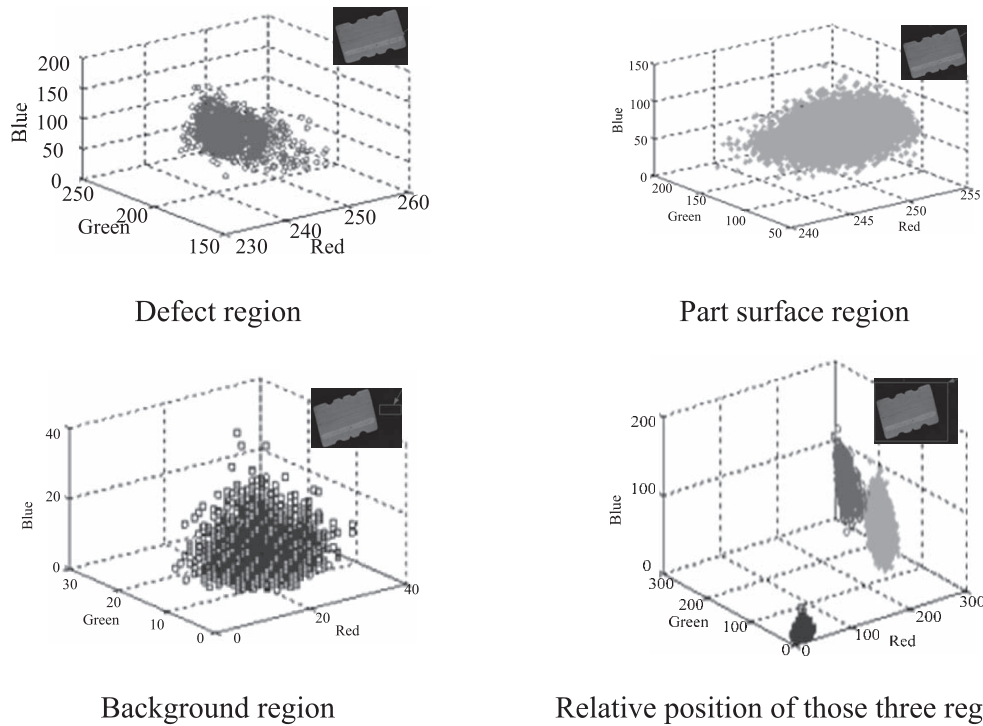 200
150
100
50
0
Blue
250
200
150
Green
230
240
250
260
Red
Defect region
150
100
50
0
Blue
200
150
100
50
Green
240
245
250
255
Red
Part surface region
40
20
0
Blue
30
20
10
0
Green
0
20
40
Red
Background region
200
100
0
Blue
300
200
100
0
Green
0
100
200
300
Red
Relative position of those three reg